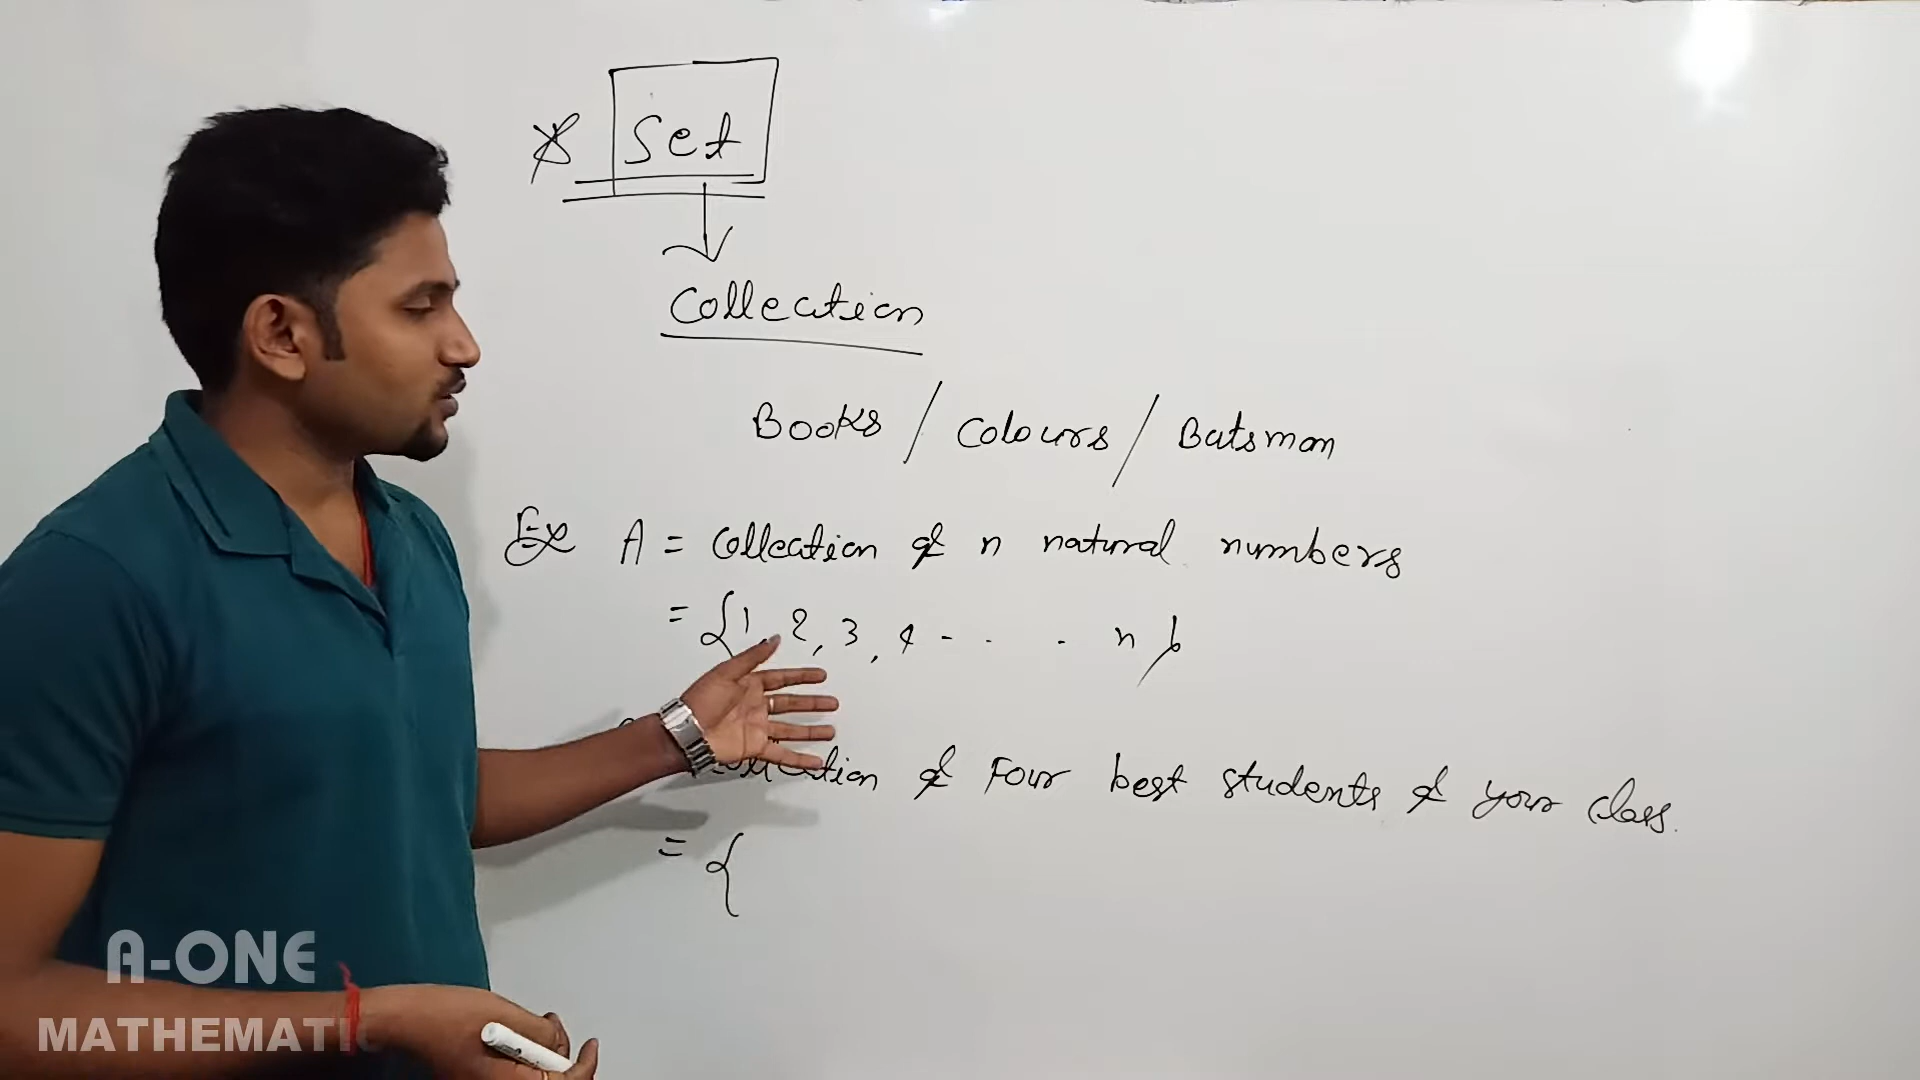 * Set
Collection
Books / Colours / Batsman
Ex A = Collection of n natural numbers
= {1, 2, 3, 4 - - - n }
Collection of Four best students of your class.
= {
A-ONE
MATHEMATI